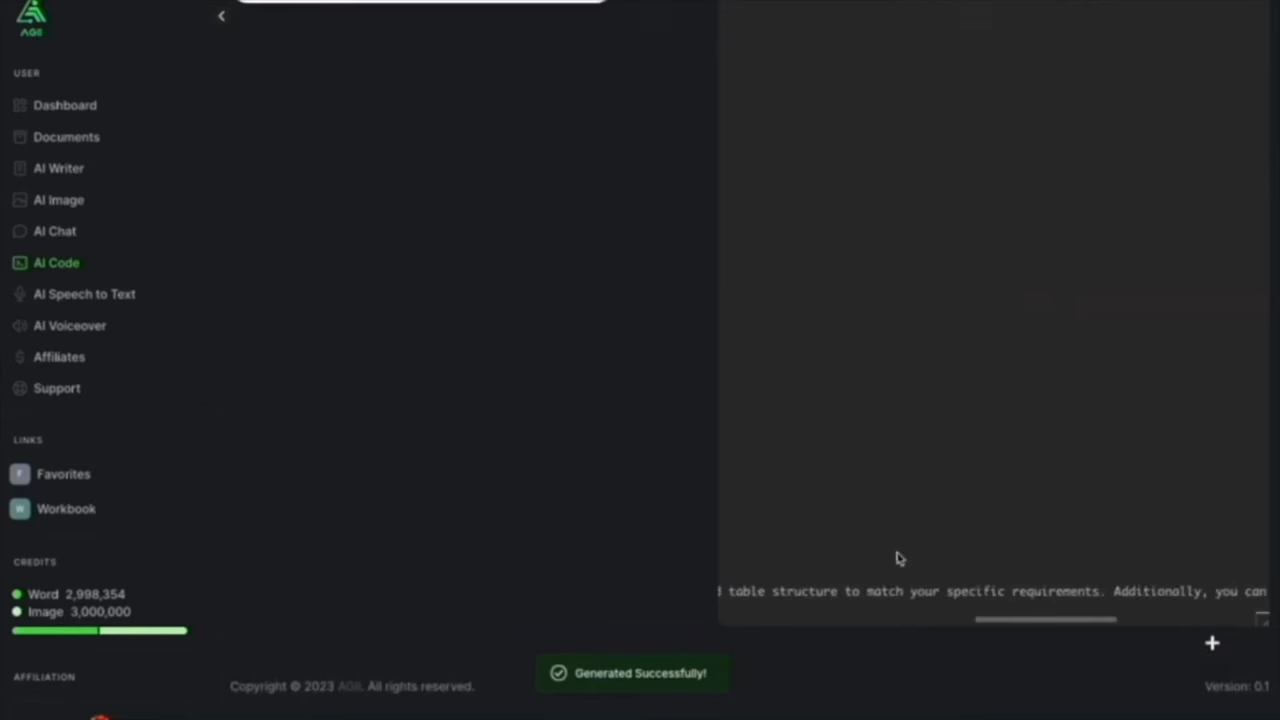 AGII
USER
Dashboard
Documents
AI Writer
AI Image
AI Chat
AI Code
AI Speech to Text
AI Voiceover
Affiliates
Support
LINKS
F Favorites
W Workbook
CREDITS
Word 2,998,354
Image 3,000,000
AFFILIATION
table structure to match your specific requirements. Additionally, you can
Generated Successfully!
Copyright © 2023 AGII. All rights reserved.
Version: 0.1